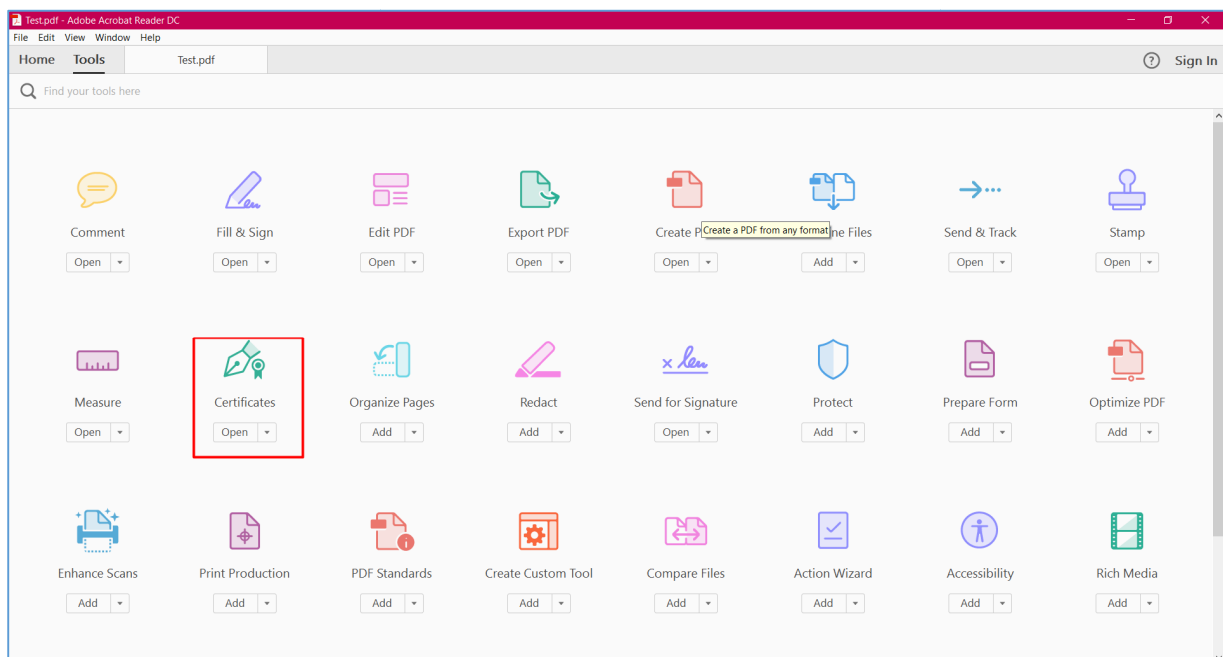 Test.pdf - Adobe Acrobat Reader DC
File Edit View Window Help
Home Tools Test.pdf Sign In
Find your tools here
Comment Fill & Sign Edit PDF Export PDF Create P Create a PDF from any format ne Files Send & Track Stamp
Open Open Open Open Open Add Open Open
Measure Certificates Organize Pages Redact Send for Signature Protect Prepare Form Optimize PDF
Open Open Add Add Open Add Add Add
Enhance Scans Print Production PDF Standards Create Custom Tool Compare Files Action Wizard Accessibility Rich Media
Add Add Add Add Add Add Add Add